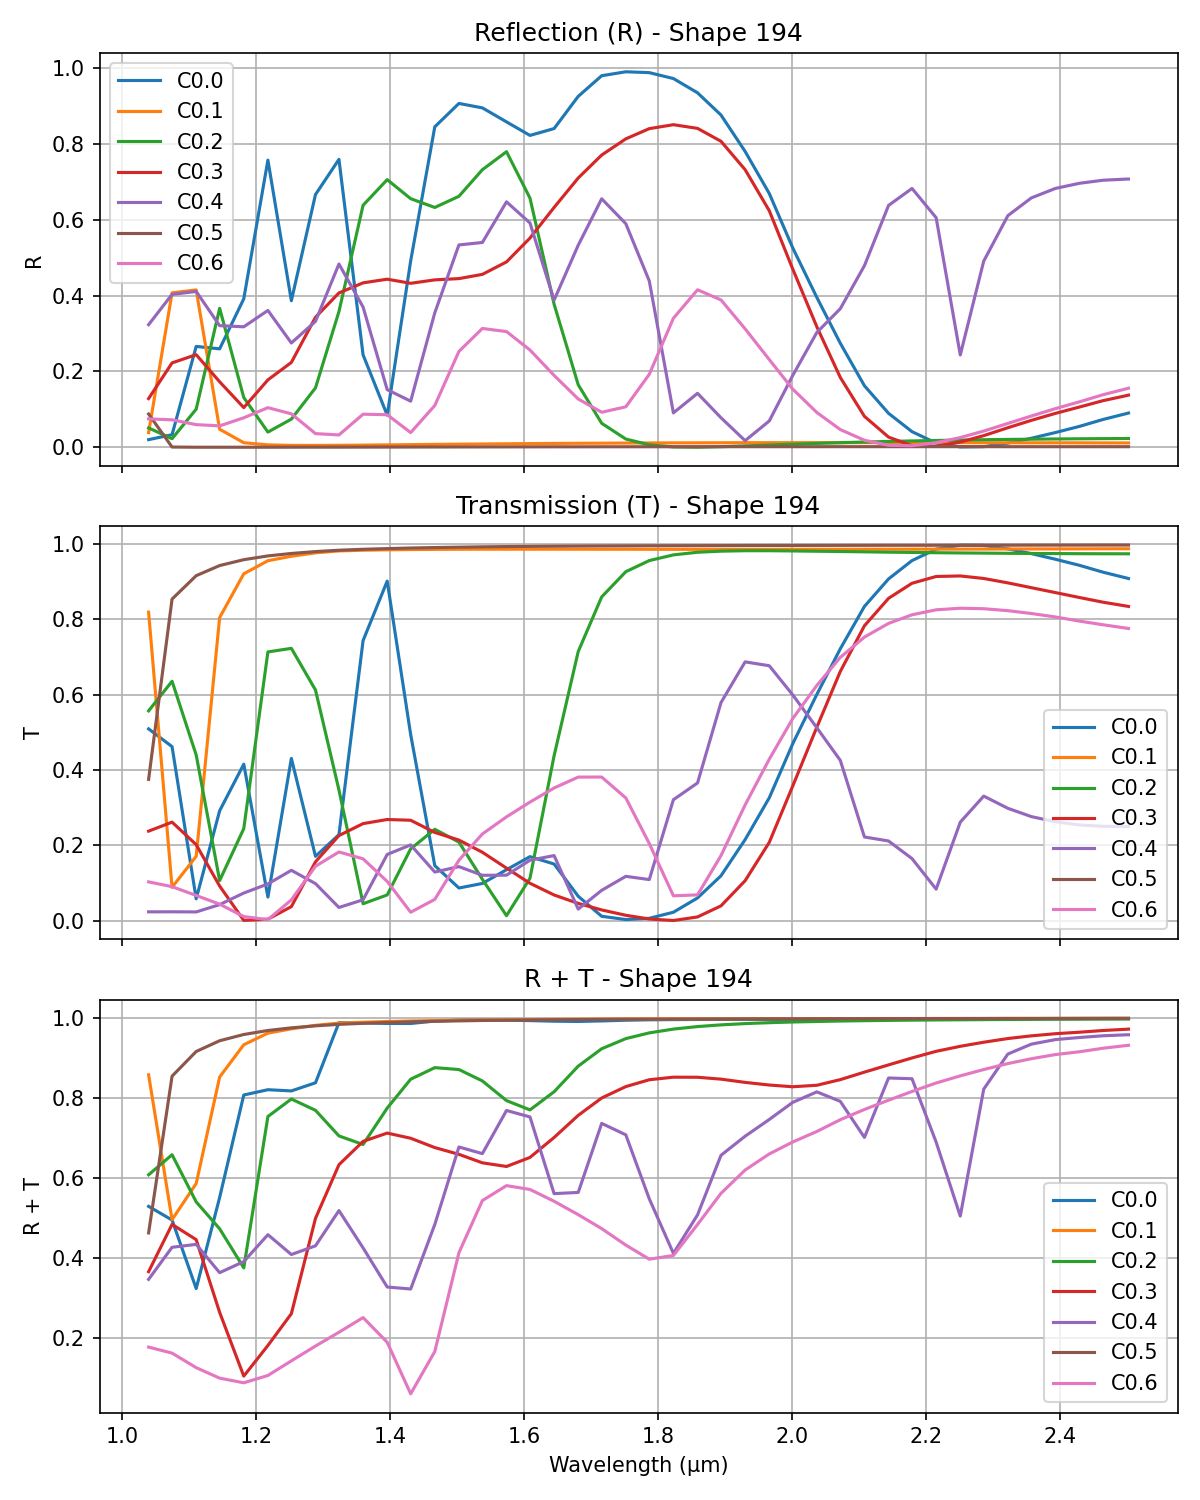 Reflection (R) - Shape 194
1.0
0.8
0.6
0.4
0.2
0.0
R
C0.0
C0.1
C0.2
C0.3
C0.4
C0.5
C0.6
Transmission (T) - Shape 194
1.0
0.8
0.6
0.4
0.2
0.0
T
C0.0
C0.1
C0.2
C0.3
C0.4
C0.5
C0.6
R + T - Shape 194
1.0
0.8
0.6
0.4
0.2
R + T
C0.0
C0.1
C0.2
C0.3
C0.4
C0.5
C0.6
1.0 1.2 1.4 1.6 1.8 2.0 2.2 2.4
Wavelength (μm)